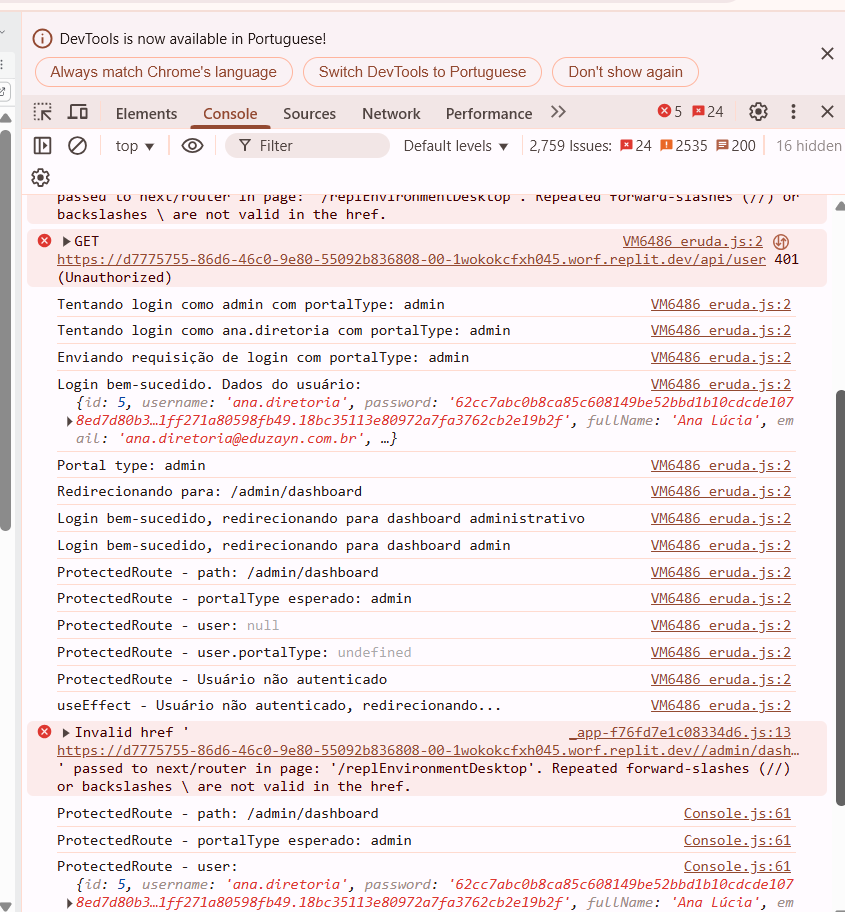 DevTools is now available in Portuguese!
Always match Chrome's language Switch DevTools to Portuguese Don't show again
Elements Console Sources Network Performance 5 24
top Filter Default levels 2,759 Issues: 24 2535 200 16 hidden
passed to next/router in page: '/replEnvironmentDesktop'. Repeated forward-slashes (//) or
backslashes \ are not valid in the href.
GET VM6486 eruda.js:2
https://d7775755-86d6-46c0-9e80-55092b836808-00-1wokokcfxh045.worf.replit.dev/api/user 401
(Unauthorized)
Tentando login como admin com portalType: admin VM6486 eruda.js:2
Tentando login como ana.diretoria com portalType: admin VM6486 eruda.js:2
Enviando requisição de login com portalType: admin VM6486 eruda.js:2
Login bem-sucedido. Dados do usuário: VM6486 eruda.js:2
{id: 5, username: 'ana.diretoria', password: '62cc7abc0b8ca85c608149be52bbd1b10cdcde107
8ed7d80b3…1ff271a80598fb49.18bc35113e80972a7fa3762cb2e19b2f', fullName: 'Ana Lúcia', em
ail: 'ana.diretoria@eduzayn.com.br', …}
Portal type: admin VM6486 eruda.js:2
Redirecionando para: /admin/dashboard VM6486 eruda.js:2
Login bem-sucedido, redirecionando para dashboard administrativo VM6486 eruda.js:2
Login bem-sucedido, redirecionando para dashboard admin VM6486 eruda.js:2
ProtectedRoute - path: /admin/dashboard VM6486 eruda.js:2
ProtectedRoute - portalType esperado: admin VM6486 eruda.js:2
ProtectedRoute - user: null VM6486 eruda.js:2
ProtectedRoute - user.portalType: undefined VM6486 eruda.js:2
ProtectedRoute - Usuário não autenticado VM6486 eruda.js:2
useEffect - Usuário não autenticado, redirecionando... VM6486 eruda.js:2
Invalid href ' _app-f76fd7e1c08334d6.js:13
https://d7775755-86d6-46c0-9e80-55092b836808-00-1wokokcfxh045.worf.replit.dev//admin/dash…
' passed to next/router in page: '/replEnvironmentDesktop'. Repeated forward-slashes (//)
or backslashes \ are not valid in the href.
ProtectedRoute - path: /admin/dashboard Console.js:61
ProtectedRoute - portalType esperado: admin Console.js:61
ProtectedRoute - user: Console.js:61
{id: 5, username: 'ana.diretoria', password: '62cc7abc0b8ca85c608149be52bbd1b10cdcde107
8ed7d80b3…1ff271a80598fb49.18bc35113e80972a7fa3762cb2e19b2f', fullName: 'Ana Lúcia', em